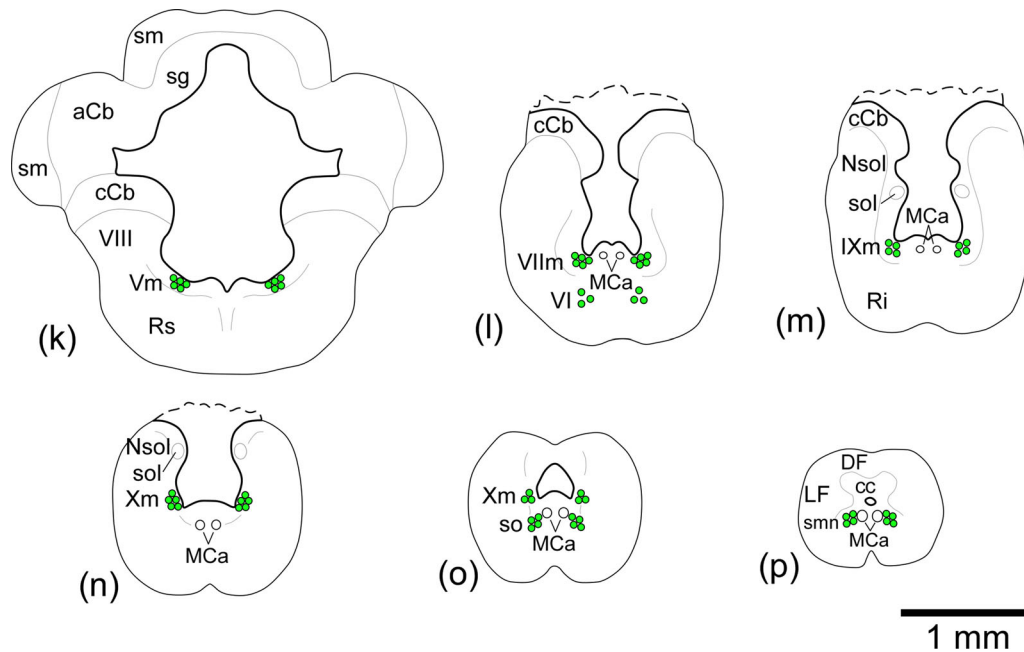 sm
sg
aCb
sm
cCb
VIII
Vm
Rs
(k)
cCb
VIIm
MCa
VI
(l)
cCb
Nsol
sol
MCa
IXm
Ri
(m)
Nsol
sol
Xm
MCa
(n)
Xm
so
MCa
(o)
DF
LF
cc
smn
MCa
(p)
1 mm